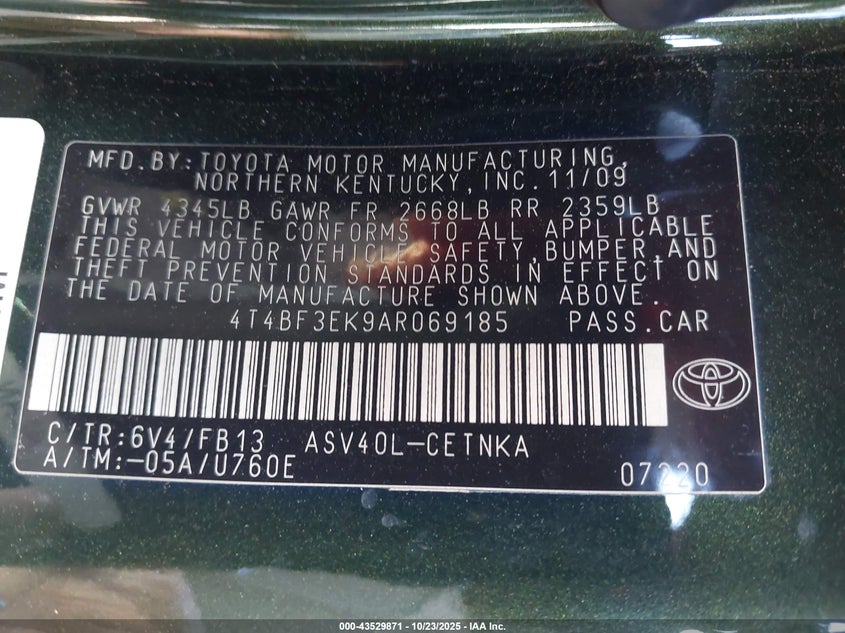 MFD.BY:TOYOTA MOTOR MANUFACTURING,
NORTHERN KENTUCKY,INC.11/09
GVWR 4345LB GAWR FR 2668LB RR 2359LB
THIS VEHICLE CONFORMS TO ALL APPLICABLE
FEDERAL MOTOR VEHICLE SAFETY,BUMPER,AND
THEFT PREVENTION STANDARDS IN EFFECT ON
THE DATE OF MANUFACTURE SHOWN ABOVE.
4T4BF3EK9AR069185 PASS.CAR
C/TR:6V4/FB13 ASV40L-CETNKA
A/TM:-05A/U760E 07220
000-43529871 - 10/23/2025 - IAA Inc.